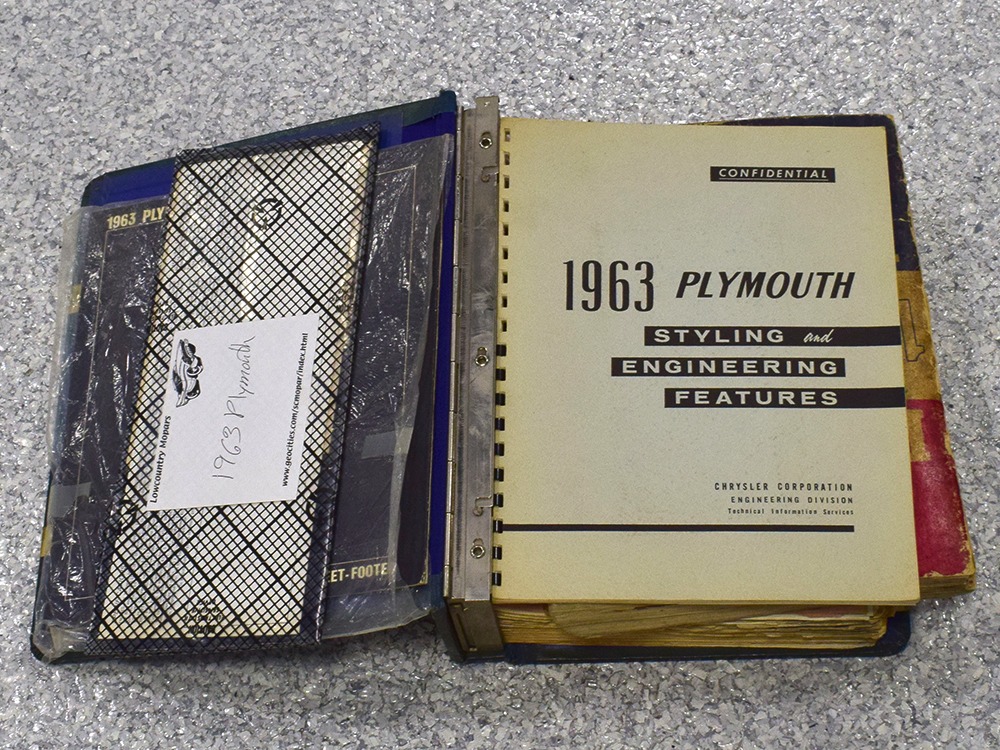 1963 PLY
Lowcountry Mopars
1963 Plymouth
www.geocities.com/scmopar/index.html
ET-FOOTE
CONFIDENTIAL
1963 PLYMOUTH
STYLING and
ENGINEERING
FEATURES
CHRYSLER CORPORATION
ENGINEERING DIVISION
Technical Information Services